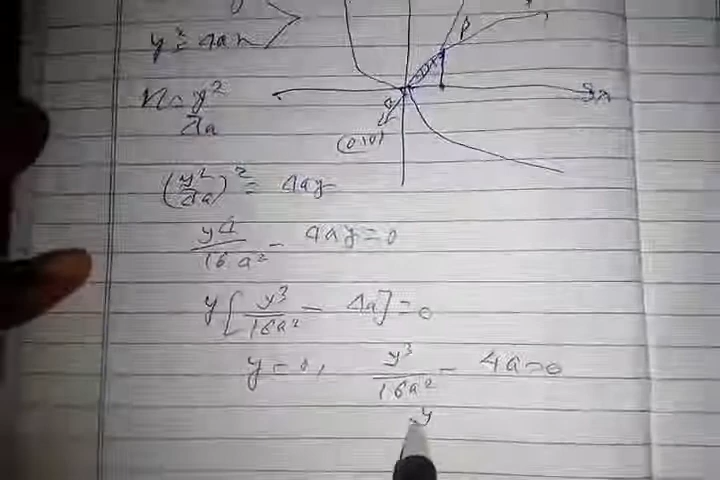 y² = 4ax
P
x = y²/4a
(0,0)
(y²/4a)² = 4ay
y⁴/16a² - 4ay = 0
y[y³/16a² - 4a] = 0
y = 0, y³/16a² - 4a = 0
y